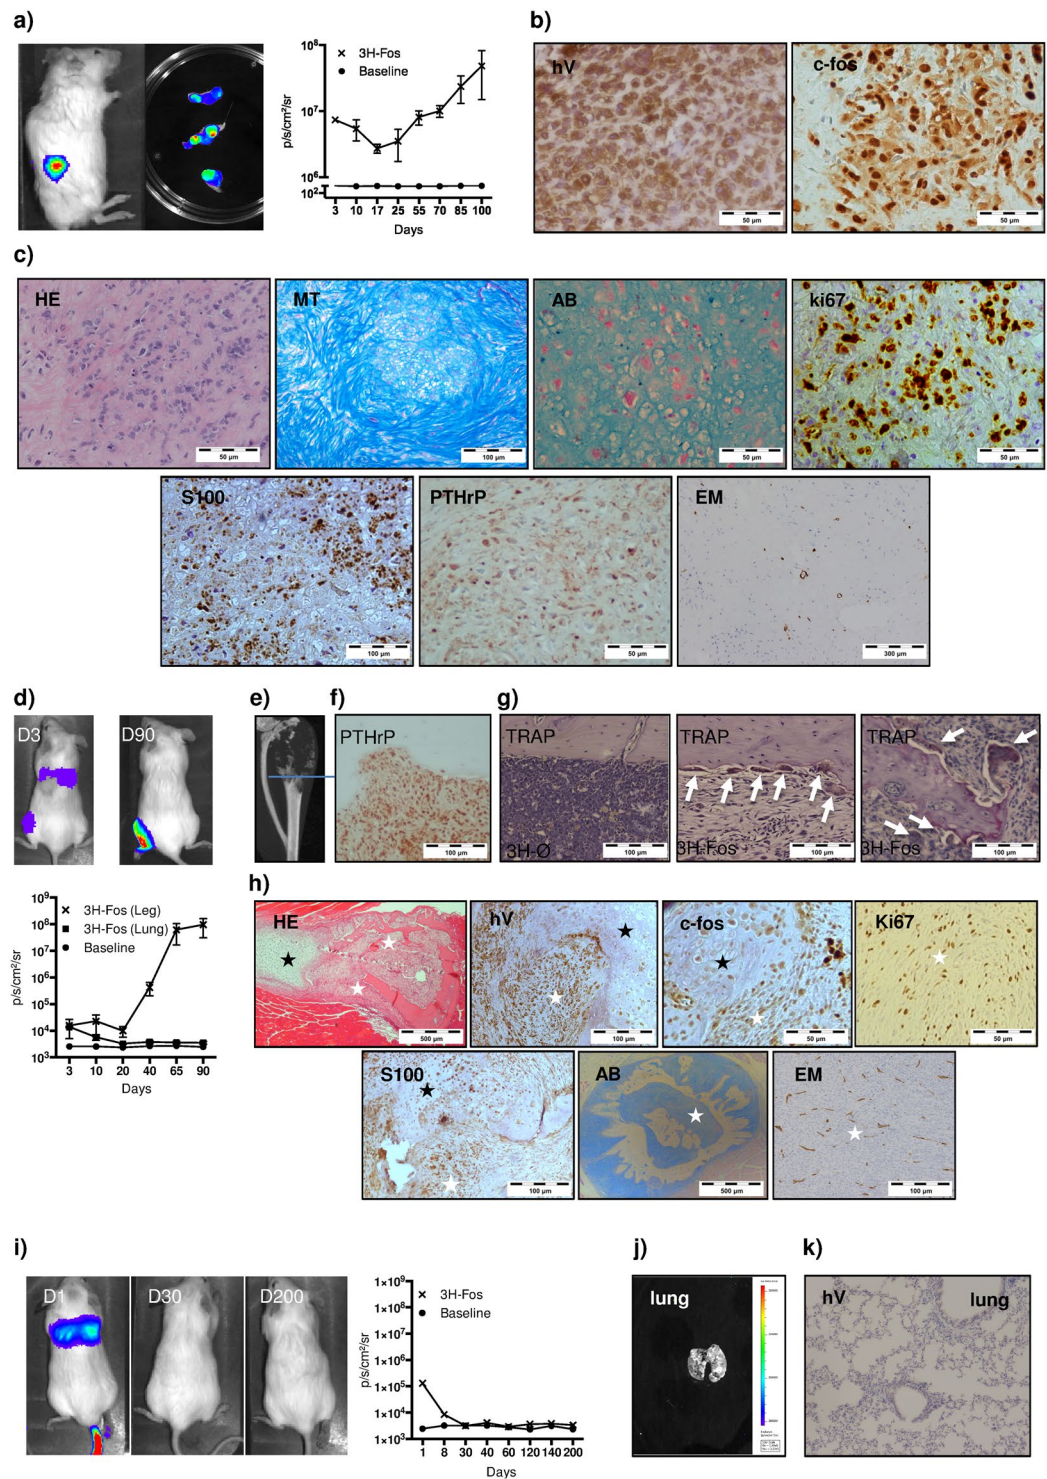 a)
10⁸
10⁷
10⁶
10²
p/s/cm²/sr
3H-Fos
Baseline
3 10 17 25 55 70 85 100
Days
b)
hV
50 µm
c-fos
50 µm
c)
HE
50 µm
MT
100 µm
AB
50 µm
ki67
50 µm
S100
100 µm
PTHrP
50 µm
EM
300 µm
d)
D3
D90
10⁹
10⁸
10⁷
10⁶
10⁵
10⁴
10³
p/s/cm²/sr
3H-Fos (Leg)
3H-Fos (Lung)
Baseline
3 10 20 40 65 90
Days
e)
f)
PTHrP
100 µm
g)
TRAP
3H-Ø
100 µm
TRAP
3H-Fos
100 µm
TRAP
3H-Fos
100 µm
h)
HE
500 µm
hV
100 µm
c-fos
50 µm
Ki67
50 µm
S100
100 µm
AB
500 µm
EM
100 µm
i)
D1
D30
D200
1×10⁹
1×10⁸
1×10⁷
1×10⁶
1×10⁵
1×10⁴
1×10³
p/s/cm²/sr
3H-Fos
Baseline
1 8 30 40 60 120 140 200
Days
j)
lung
k)
hV
lung